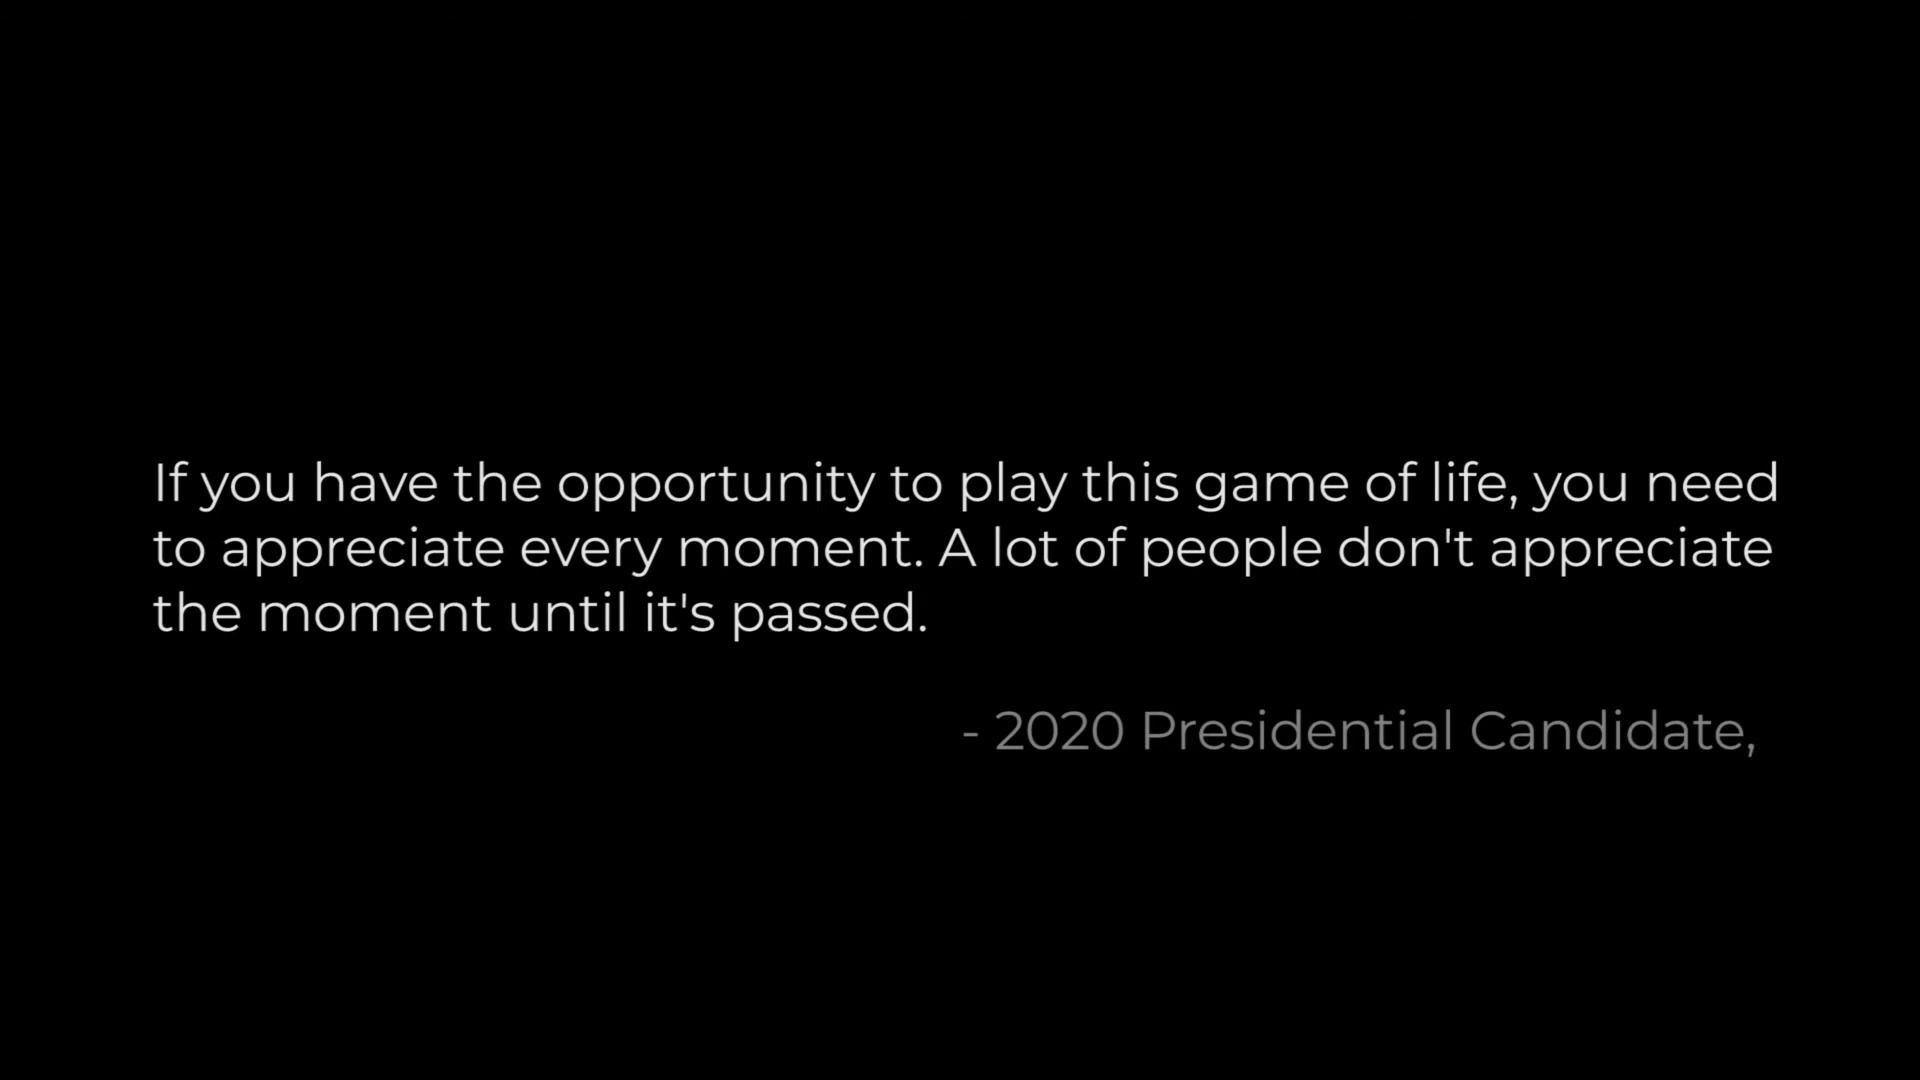 If you have the opportunity to play this game of life, you need
to appreciate every moment. A lot of people don't appreciate
the moment until it's passed.
- 2020 Presidential Candidate,